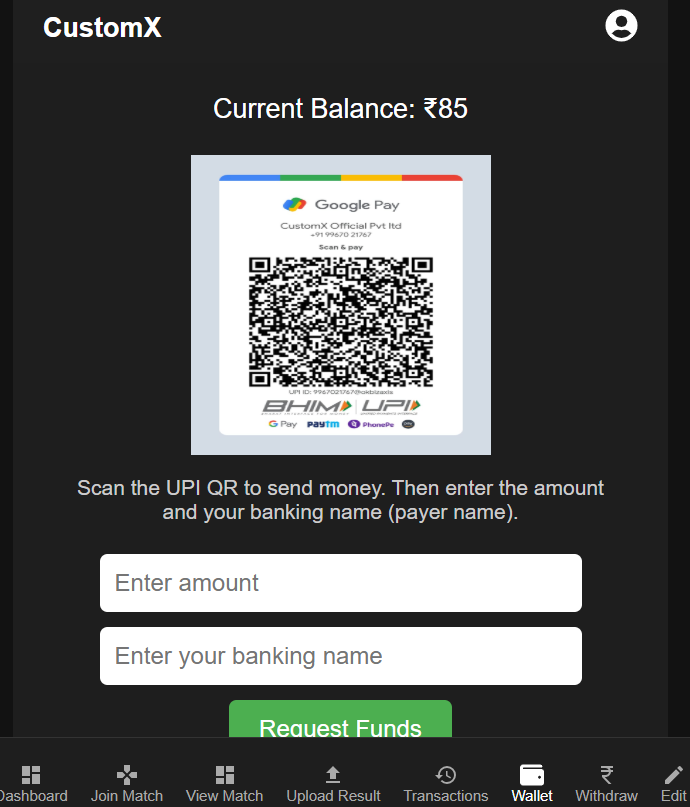 CustomX
Current Balance: ₹85
Google Pay
CustomX Official Pvt ltd
+91 99670 21767
Scan & pay
UPI ID: 9967021767@okbizaxis
BHIM UPI
G Pay paytm PhonePe
Scan the UPI QR to send money. Then enter the amount
and your banking name (payer name).
Enter amount
Enter your banking name
Request Funds
Dashboard Join Match View Match Upload Result Transactions Wallet Withdraw Edit